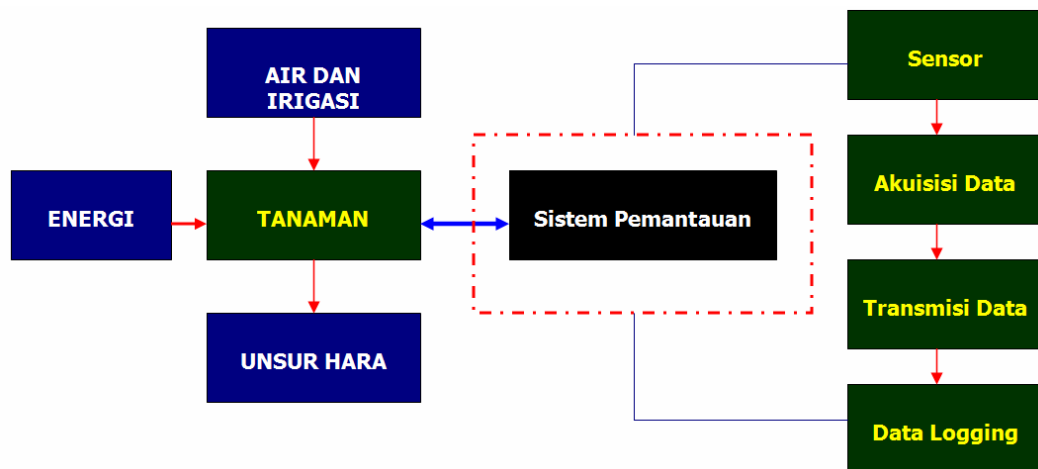 AIR DAN
IRIGASI
ENERGI
TANAMAN
UNSUR HARA
Sistem Pemantauan
Sensor
Akuisisi Data
Transmisi Data
Data Logging